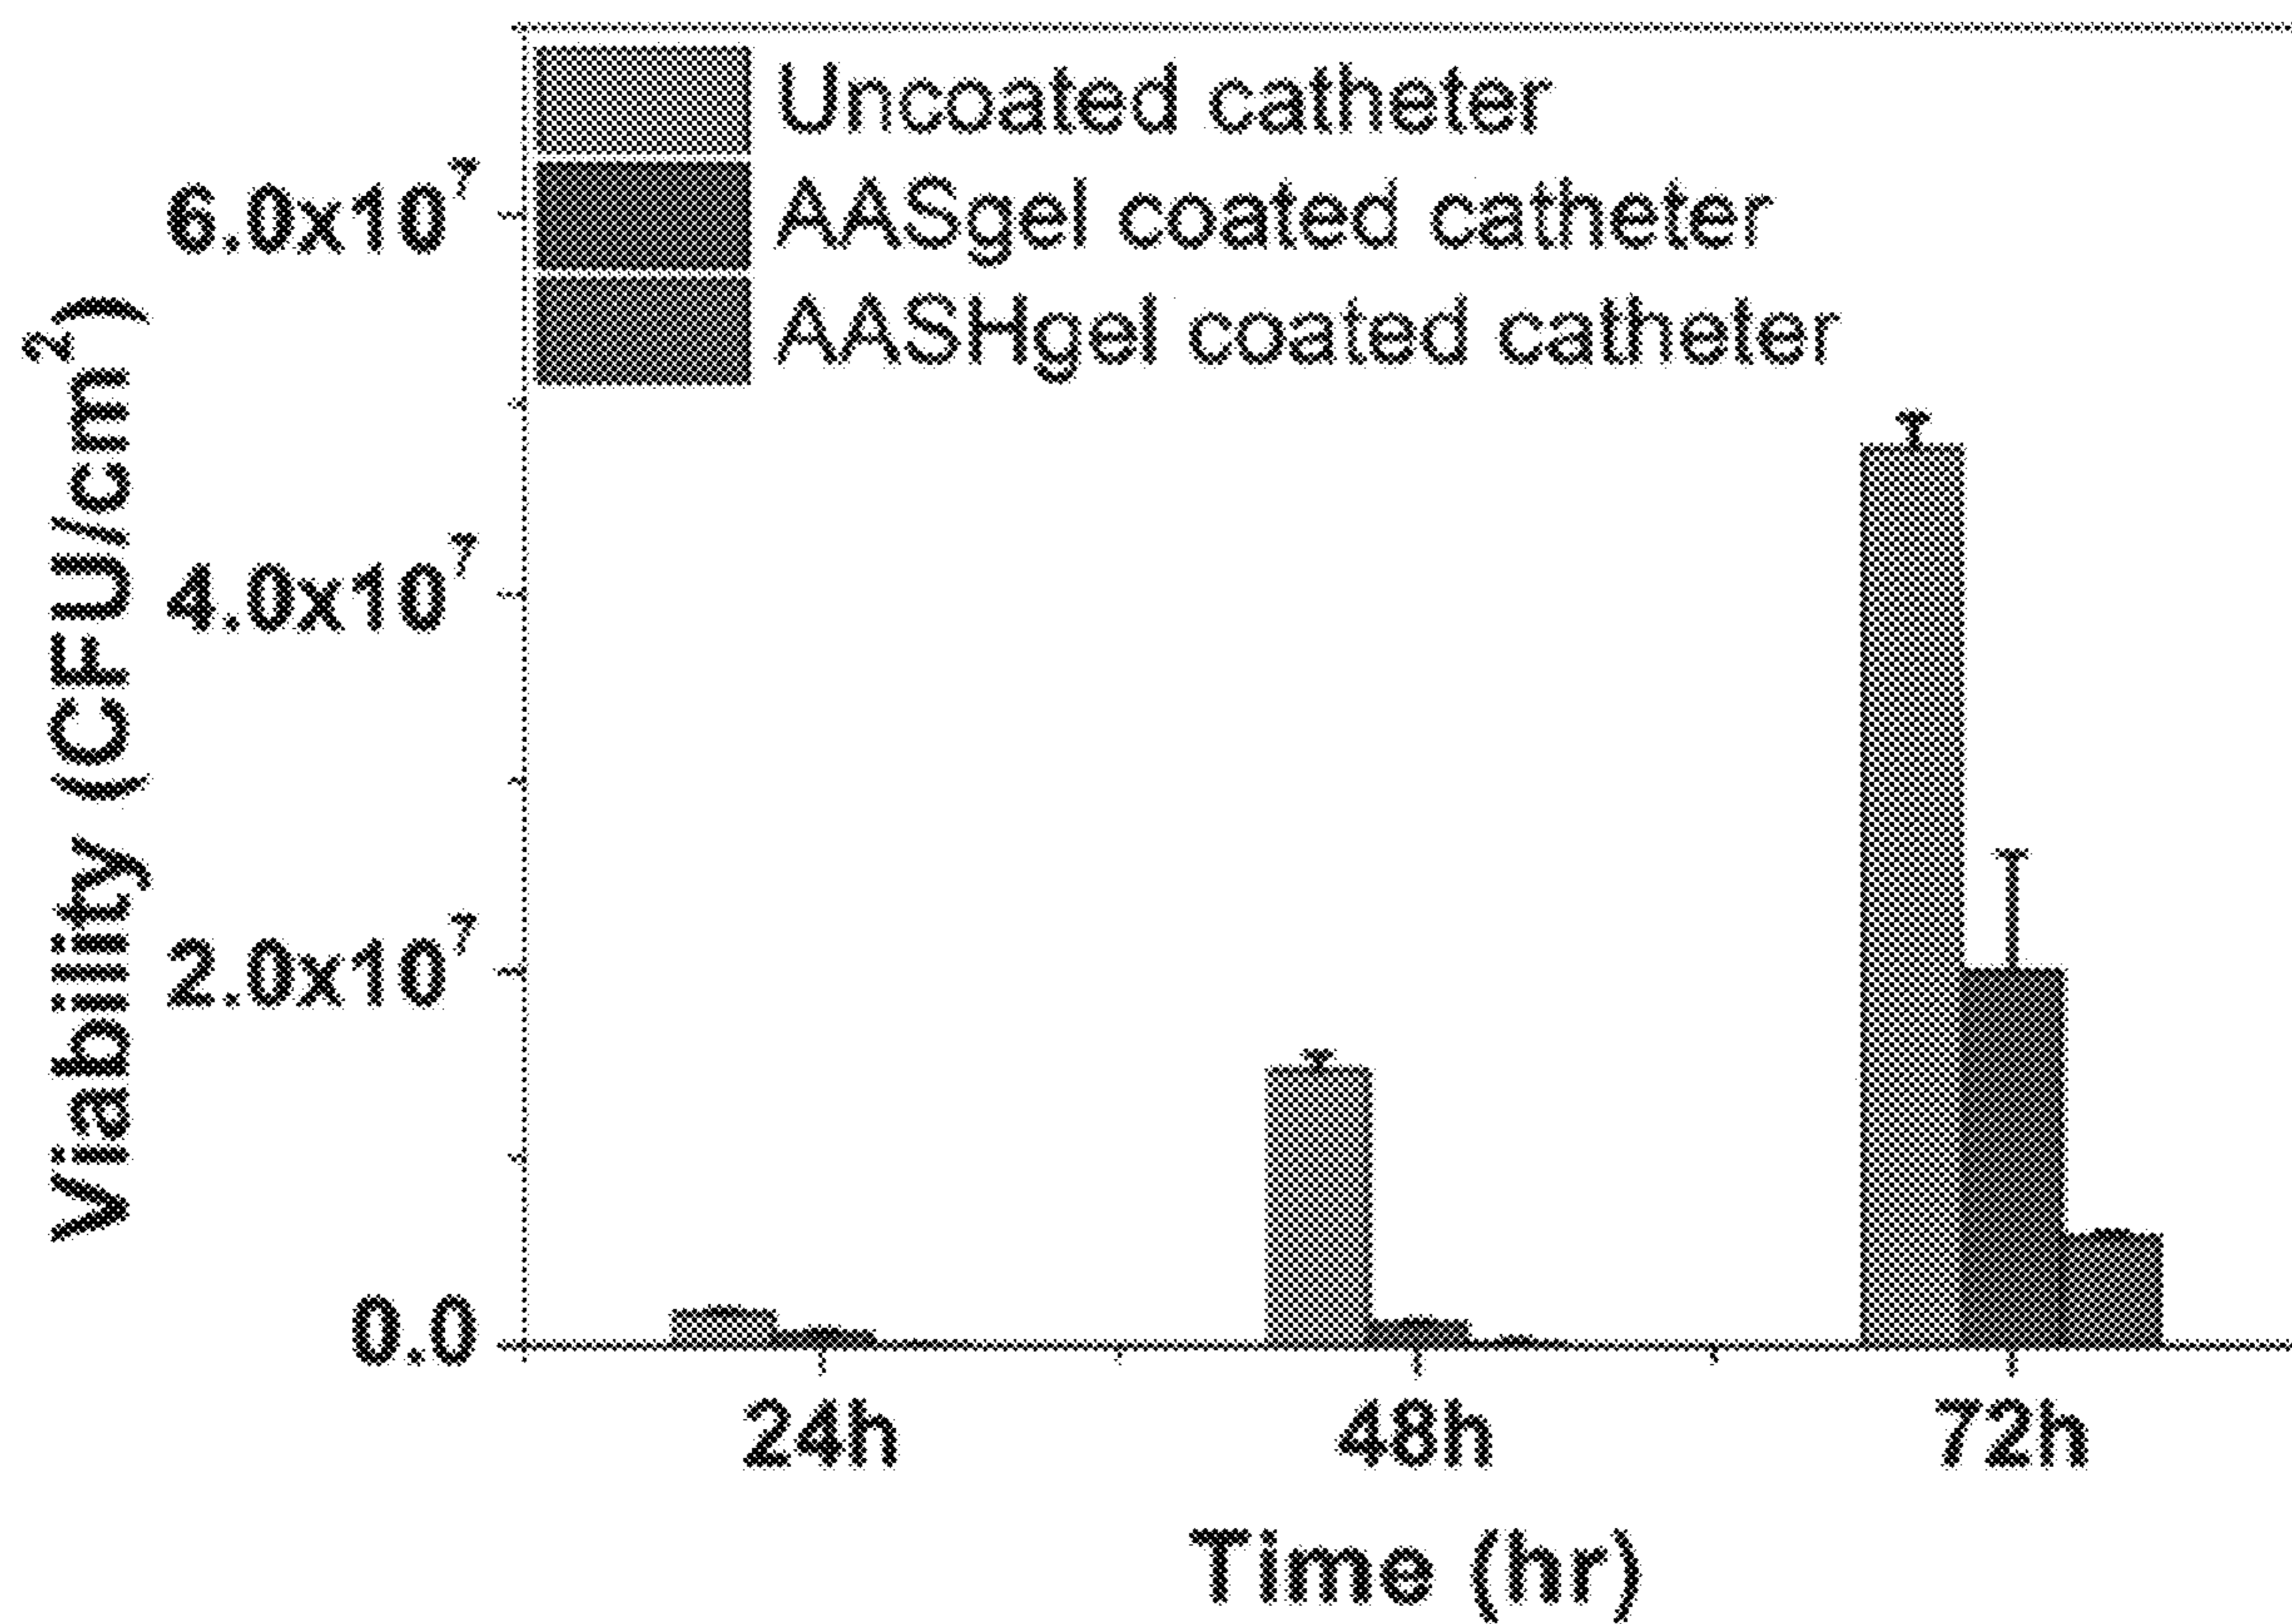 Uncoated catheter
AASgel coated catheter
AASHgel coated catheter
Viability (CFU/cm²)
6.0x10⁷
4.0x10⁷
2.0x10⁷
0.0
24h 48h 72h
Time (hr)